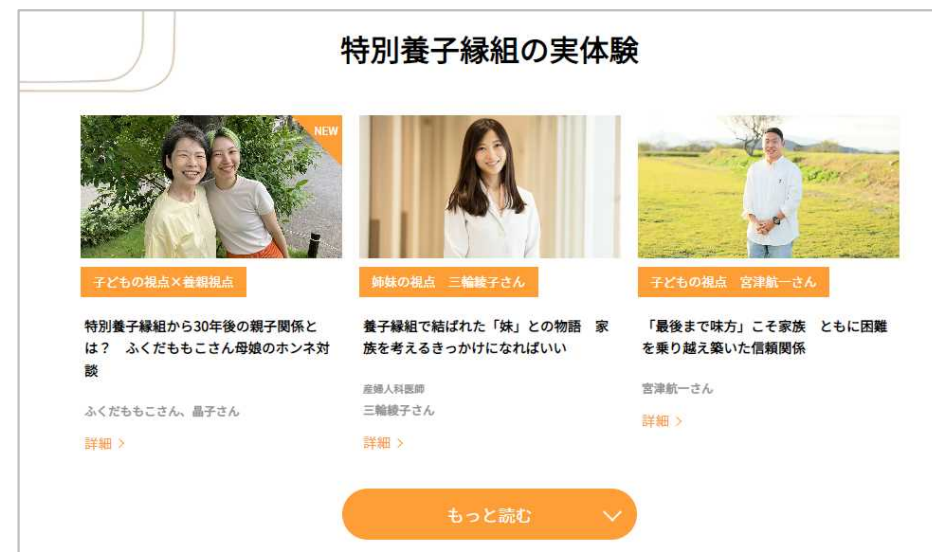 特別養子縁組の実体験
NEW
子どもの視点×養親視点
特別養子縁組から30年後の親子関係と
は？　ふくだももこさん母娘のホンネ対
談
ふくだももこさん、晶子さん
詳細 >
姉妹の視点　三輪綾子さん
養子縁組で結ばれた「妹」との物語　家
族を考えるきっかけになればいい
産婦人科医師
三輪綾子さん
詳細 >
子どもの視点　宮津航一さん
「最後まで味方」こそ家族　ともに困難
を乗り越え築いた信頼関係
宮津航一さん
詳細 >
もっと読む